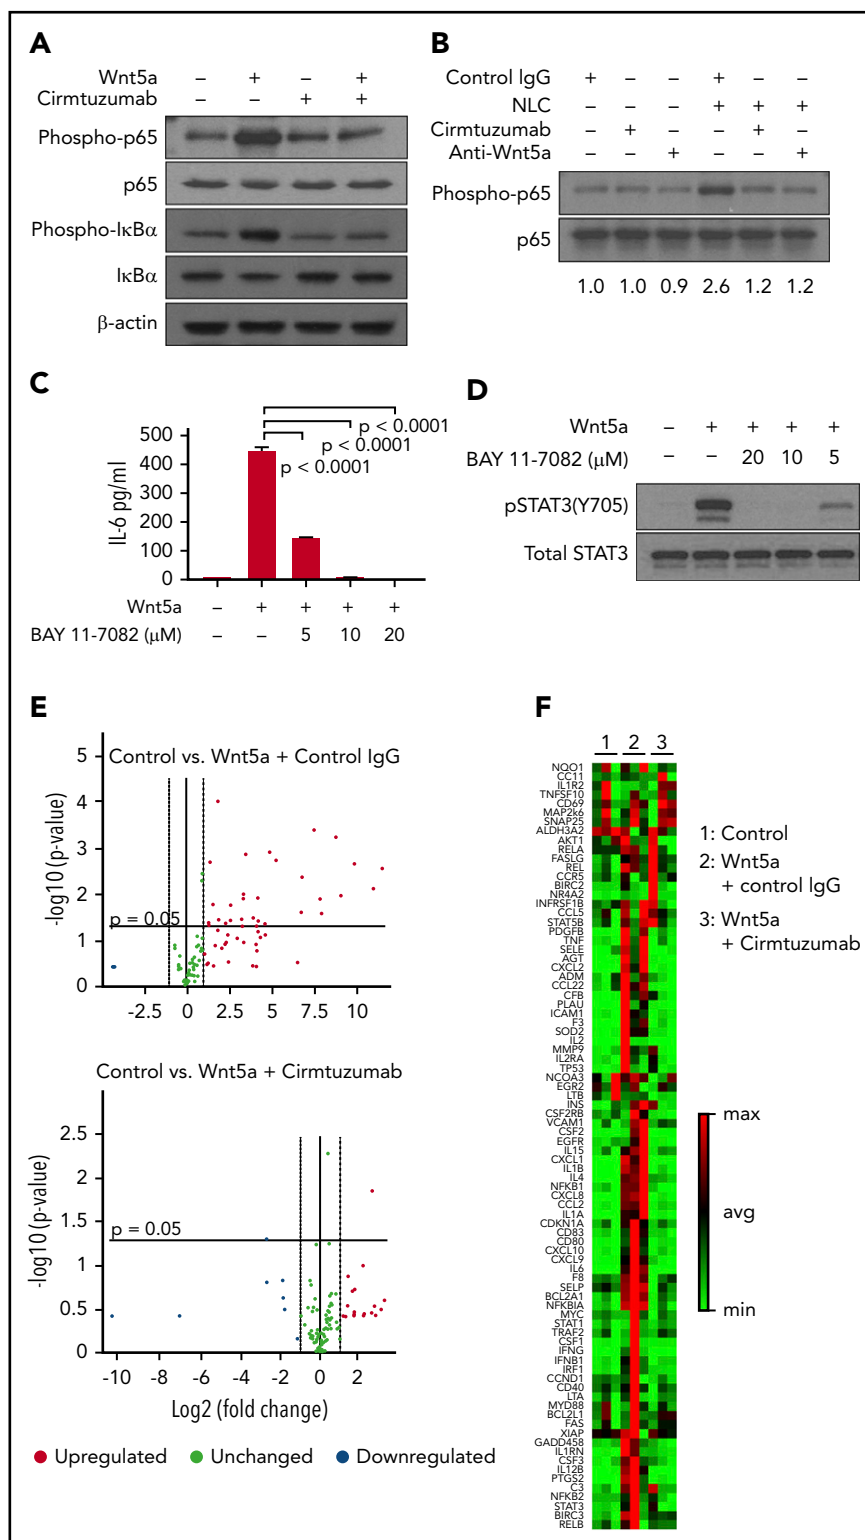 A
Wnt5a – + – +
Cirmtuzumab – – + +
Phospho-p65
p65
Phospho-IκBα
IκBα
β-actin
B
Control IgG + – – + – –
NLC – – – + + +
Cirmtuzumab – + – – + –
Anti-Wnt5a – – + – – +
Phospho-p65
p65
1.0 1.0 0.9 2.6 1.2 1.2
C
p < 0.0001
p < 0.0001
p < 0.0001
IL-6 pg/ml
500
400
300
200
100
0
Wnt5a – + + + +
BAY 11-7082 (μM) – – 5 10 20
D
Wnt5a – + + + +
BAY 11-7082 (μM) – – 20 10 5
pSTAT3(Y705)
Total STAT3
E
Control vs. Wnt5a + Control IgG
-log10 (p-value)
5
4
3
2
1
0
p = 0.05
-2.5 0 2.5 5 7.5 10
Control vs. Wnt5a + Cirmtuzumab
-log10 (p-value)
2.5
2
1.5
1
0.5
0
p = 0.05
-10 -8 -6 -4 -2 0 2
Log2 (fold change)
Upregulated Unchanged Downregulated
F
1 2 3
NQO1
CC11
IL1R2
TNFSF10
CD69
MAP2k6
SNAP25
ALDH3A2
AKT1
RELA
FASLG
REL
CCR5
BIRC2
NR4A2
INFRSF1B
CCL5
STAT5B
PDGFB
TNF
SELE
AGT
CXCL2
ADM
CCL22
CFB
PLAU
ICAM1
F3
SOD2
IL2
MMP9
IL2RA
TP53
NCOA3
EGR2
LTB
INS
CSF2RB
VCAM1
CSF2
EGFR
IL15
CXCL1
IL1B
IL4
NFKB1
CXCL8
CCL2
IL1A
CDKN1A
CD83
CD80
CXCL10
CXCL9
IL6
F8
SELP
BCL2A1
NFKBIA
MYC
STAT1
TRAF2
CSF1
IFNG
IFNB1
IRF1
CCND1
CD40
LTA
MYD88
BCL2L1
FAS
XIAP
GADD458
IL1RN
CSF3
IL12B
PTGS2
C3
NFKB2
STAT3
BIRC3
RELB
1: Control
2: Wnt5a
+ control IgG
3: Wnt5a
+ Cirmtuzumab
max
avg
min